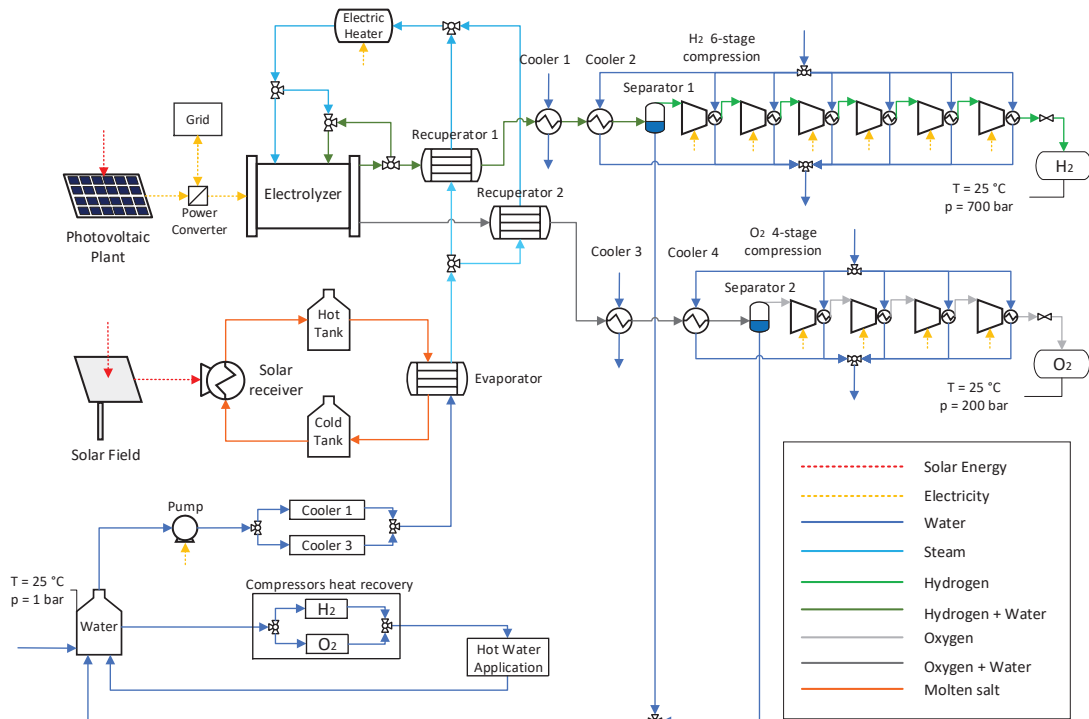 Electric
Heater
Cooler 1
Cooler 2
H2 6-stage
compression
Separator 1
Grid
Recuperator 1
Electrolyzer
Power
Converter
Photovoltaic
Plant
Recuperator 2
H2
T = 25 °C
p = 700 bar
Cooler 3
Cooler 4
O2 4-stage
compression
Separator 2
Hot
Tank
Solar
receiver
Evaporator
Cold
Tank
Solar Field
O2
T = 25 °C
p = 200 bar
Pump
Cooler 1
Cooler 3
T = 25 °C
p = 1 bar
Water
Compressors heat recovery
H2
O2
Hot Water
Application
Solar Energy
Electricity
Water
Steam
Hydrogen
Hydrogen + Water
Oxygen
Oxygen + Water
Molten salt